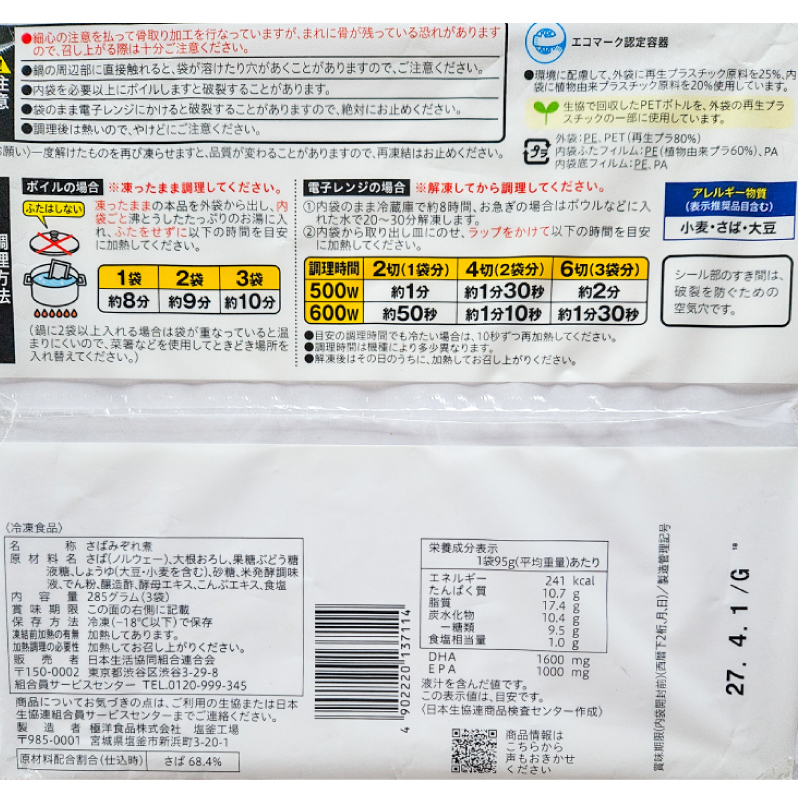 ●細心の注意を払って骨取り加工を行なっていますが、まれに骨が残っている恐れがあります
ので、召し上がる際は十分ご注意ください。
●鍋の周辺部に直接触れると、袋が溶けたり穴があくことがありますので、ご注意ください。
●内袋を必要以上にボイルしますと破裂することがあります。
●袋のまま電子レンジにかけると破裂することがありますので、絶対にお止めください。
●調理後は熱いので、やけどにご注意ください。
注意
お願い)一度解けたものを再び凍らせますと、品質が変わることがありますので、再凍結はお止めください。
エコマーク認定容器
●環境に配慮して、外袋に再生プラスチック原料を25%、内
袋に植物由来プラスチック原料を20%使用しています。
生協で回収したPETボトルを、外袋の再生プラ
スチックの一部に使用しています。
プラ
外袋:PE、PET(再生プラ80%)
内袋ふたフィルム:PE(植物由来プラ60%)、PA
内袋底フィルム:PE、PA
調理方法
ボイルの場合 ※凍ったまま調理してください。
ふたはしない
凍ったままの本品を外袋から出し、内
袋ごと沸とうしたたっぷりのお湯に入
れ、ふたをせずに以下の時間を目安
に加熱してください。
1袋 2袋 3袋
約8分 約9分 約10分
(鍋に2袋以上入れる場合は袋が重なっていると温
まりにくいので、菜箸などを使用してときどき場所を
入れ替えてください。)
電子レンジの場合 ※解凍してから調理してください。
①内袋のまま冷蔵庫で約8時間、お急ぎの場合はボウルなどに入
れた水で20～30分解凍します。
②内袋から取り出し皿にのせ、ラップをかけて以下の時間を目安
に加熱してください。
調理時間 2切(1袋分) 4切(2袋分) 6切(3袋分)
500W 約1分 約1分30秒 約2分
600W 約50秒 約1分10秒 約1分30秒
●目安の調理時間でも冷たい場合は、10秒ずつ再加熱してください。
●調理時間は機種により多少異なります。
●解凍後はその日のうちに、加熱してお召し上がりください。
アレルギー物質
(表示推奨品目含む)
小麦・さば・大豆
シール部のすき間は、
破裂を防ぐための
空気穴です。
〈冷凍食品〉
名 称 さばみぞれ煮
原材料名 さば(ノルウェー)、大根おろし、果糖ぶどう糖
液糖、しょうゆ(大豆・小麦を含む)、砂糖、米発酵調味
液、でん粉、醸造酢、酵母エキス、こんぶエキス、食塩
内容量 285グラム(3袋)
賞味期限 この面の右側に記載
保存方法 冷凍(−18℃以下)で保存
凍結前加熱の有無 加熱してあります。
加熱調理の必要性 加熱してお召し上がりください。
販売者 日本生活協同組合連合会
〒150-0002 東京都渋谷区渋谷3-29-8
組合員サービスセンター TEL.0120-999-345
商品についてお気づきの点は、ご利用の生協または日本
生協連組合員サービスセンターまでご連絡ください。
製造者 極洋食品株式会社 塩釜工場
〒985-0001 宮城県塩釜市新浜町3-20-1
原材料配合割合(仕込時) さば 68.4%
4902220137114
栄養成分表示
1袋95g(平均重量)あたり
エネルギー 241 kcal
たんぱく質 10.7 g
脂質 17.4 g
炭水化物 10.4 g
ー糖類 9.5 g
食塩相当量 1.0 g
DHA 1600 mg
EPA 1000 mg
液汁を含んだ値です。
この表示値は、目安です。
〈日本生協連商品検査センター作成〉
商品情報は
こちらから
声もおきかせ
ください
賞味期限(内袋開封前)(西暦下2桁、月、日)/製造管理記号
27.4.1/G